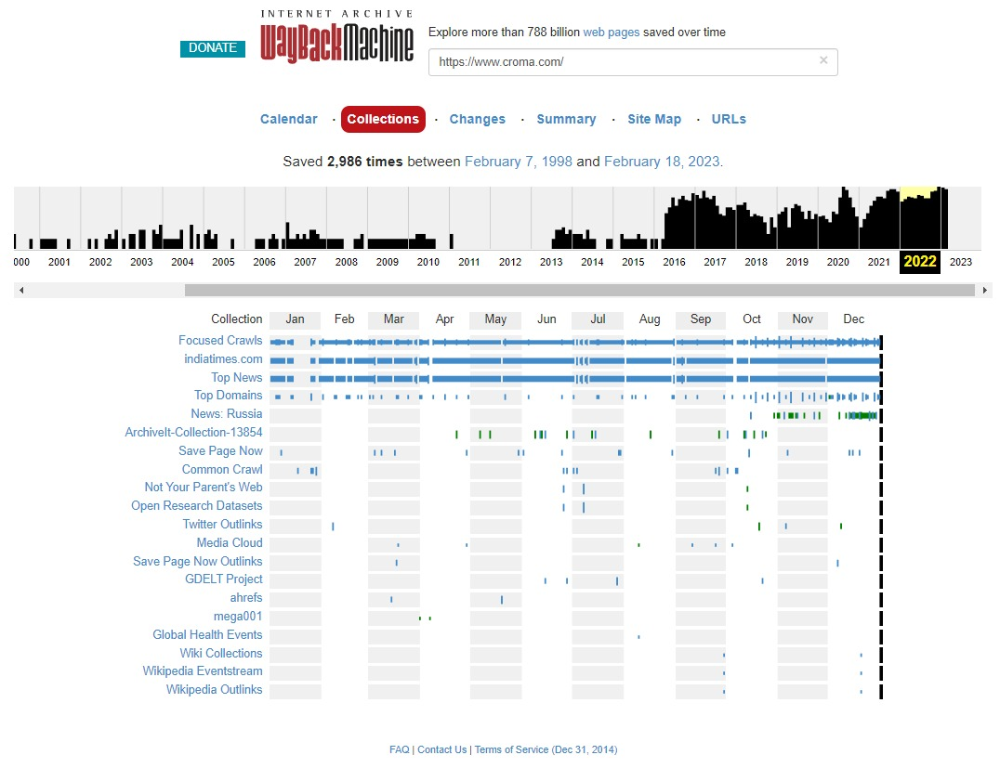 INTERNET ARCHIVE
DONATE
WayBackMachine
Explore more than 788 billion web pages saved over time
https://www.croma.com/ ×
Calendar · Collections · Changes · Summary · Site Map · URLs
Saved 2,986 times between February 7, 1998 and February 18, 2023.
000 2001 2002 2003 2004 2005 2006 2007 2008 2009 2010 2011 2012 2013 2014 2015 2016 2017 2018 2019 2020 2021 2022 2023
Collection Jan Feb Mar Apr May Jun Jul Aug Sep Oct Nov Dec
Focused Crawls
indiatimes.com
Top News
Top Domains
News: Russia
ArchiveIt-Collection-13854
Save Page Now
Common Crawl
Not Your Parent's Web
Open Research Datasets
Twitter Outlinks
Media Cloud
Save Page Now Outlinks
GDELT Project
ahrefs
mega001
Global Health Events
Wiki Collections
Wikipedia Eventstream
Wikipedia Outlinks
FAQ | Contact Us | Terms of Service (Dec 31, 2014)